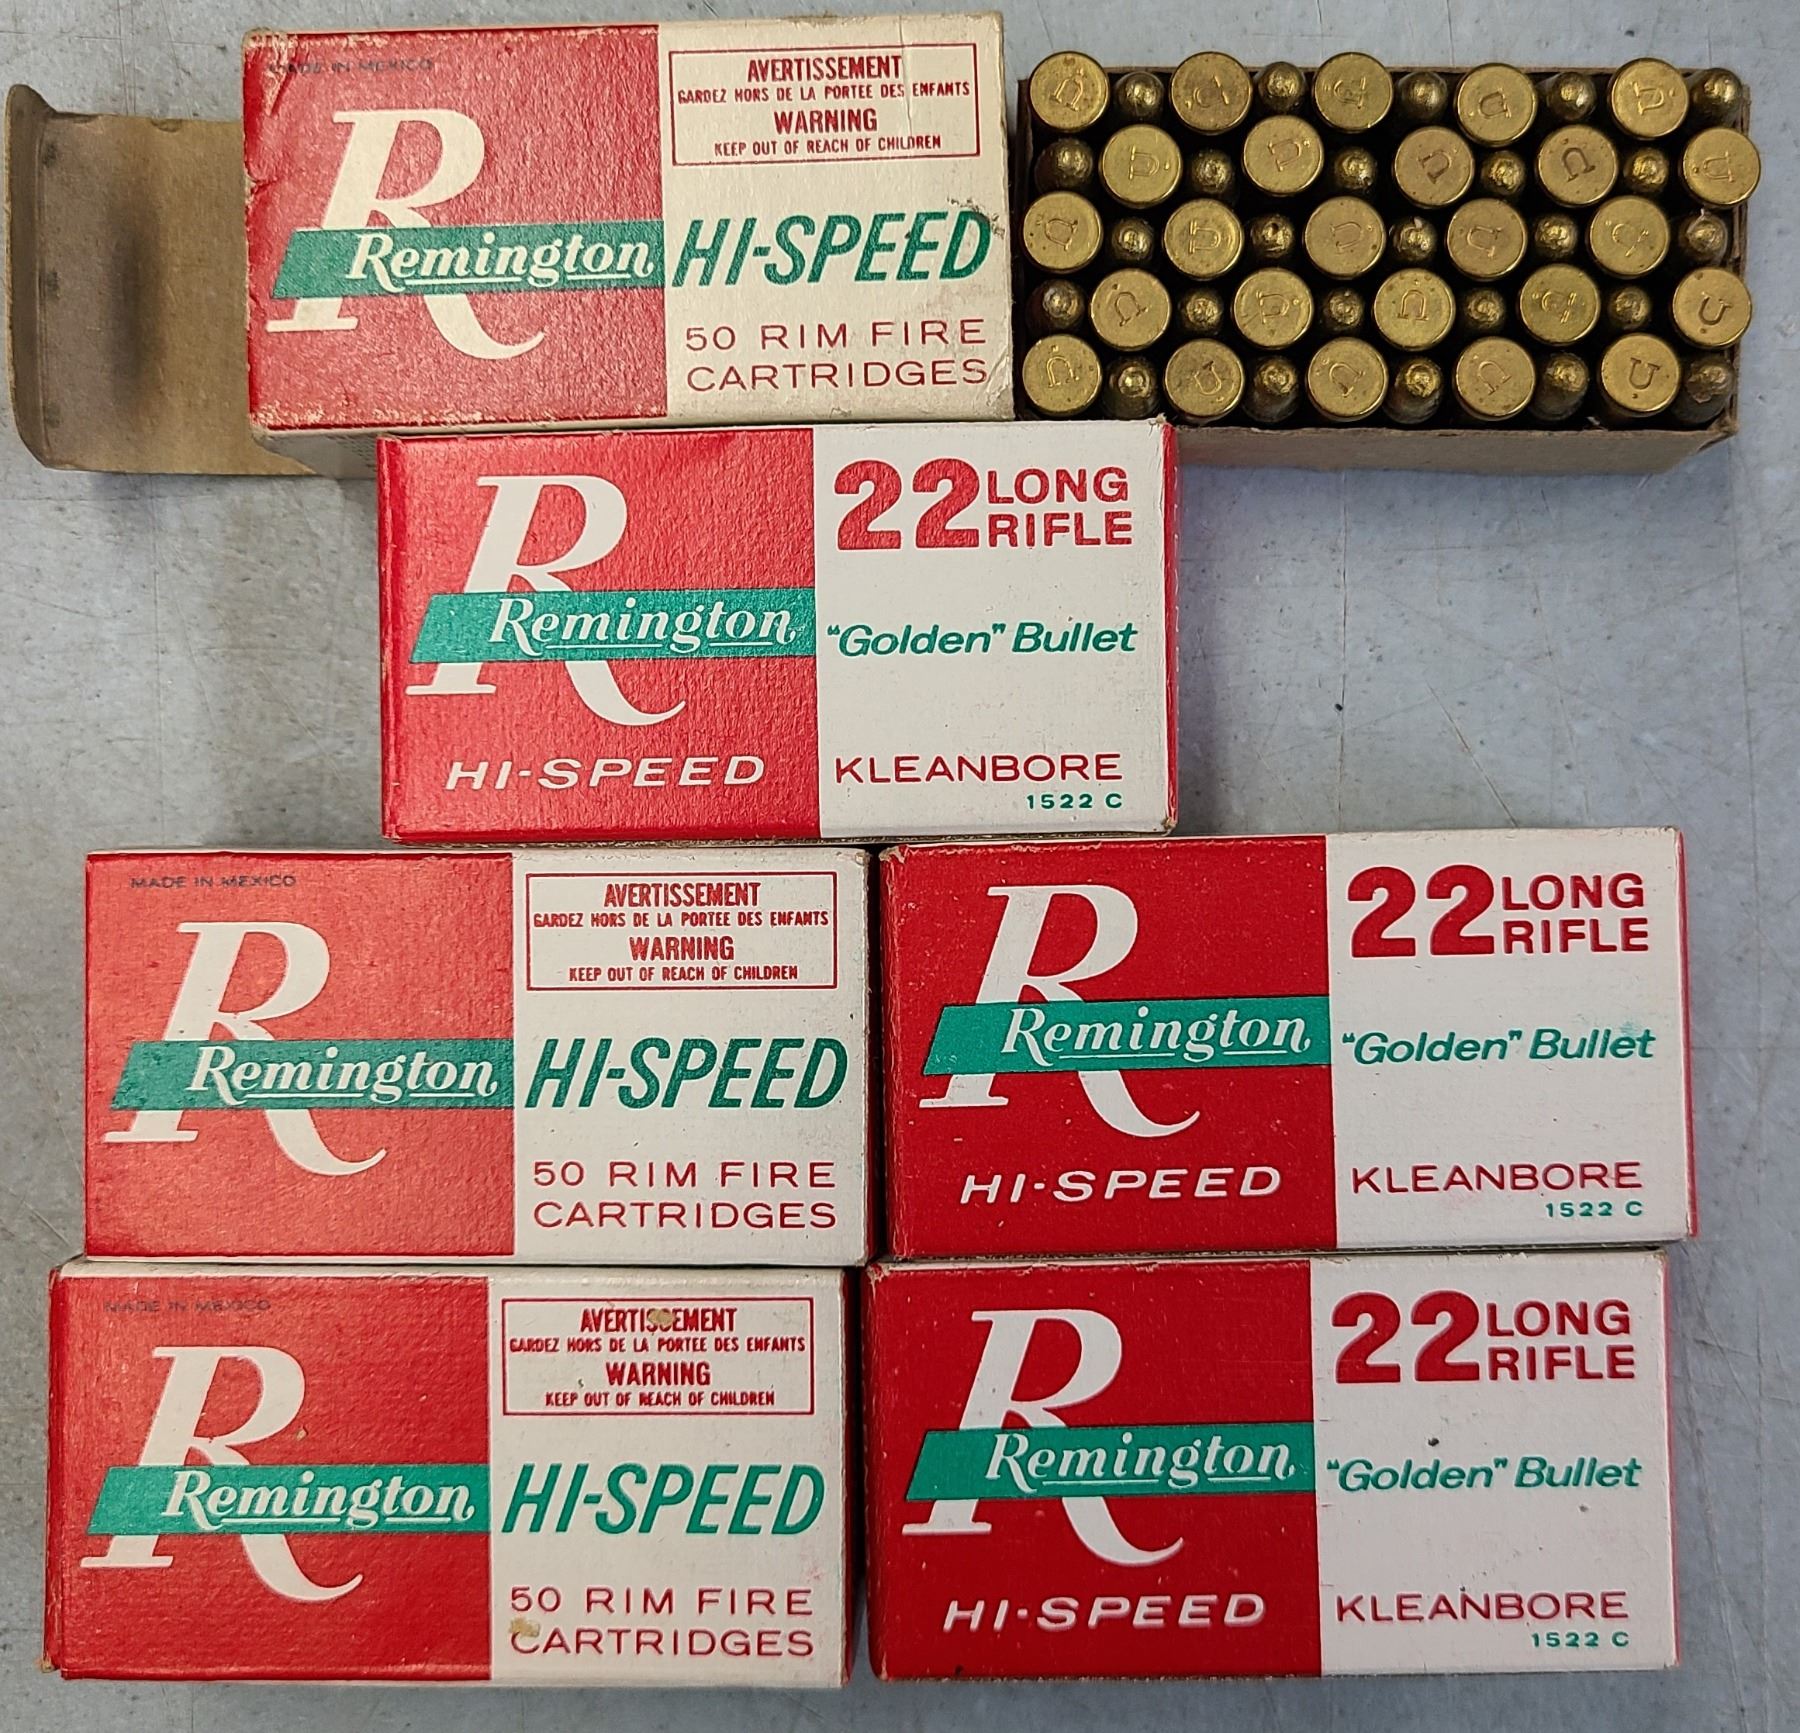 MADE IN MEXICO
AVERTISSEMENT
GARDEZ HORS DE LA PORTEE DES ENFANTS
WARNING
KEEP OUT OF REACH OF CHILDREN
R
Remington
HI-SPEED
50 RIM FIRE
CARTRIDGES
R
Remington
HI-SPEED
22 LONG
RIFLE
"Golden" Bullet
KLEANBORE
1522 C
MADE IN MEXICO
AVERTISSEMENT
GARDEZ HORS DE LA PORTEE DES ENFANTS
WARNING
KEEP OUT OF REACH OF CHILDREN
R
Remington
HI-SPEED
50 RIM FIRE
CARTRIDGES
R
Remington
HI-SPEED
22 LONG
RIFLE
"Golden" Bullet
KLEANBORE
1522 C
MADE IN MEXICO
AVERTISSEMENT
GARDEZ HORS DE LA PORTEE DES ENFANTS
WARNING
KEEP OUT OF REACH OF CHILDREN
R
Remington
HI-SPEED
50 RIM FIRE
CARTRIDGES
R
Remington
HI-SPEED
22 LONG
RIFLE
"Golden" Bullet
KLEANBORE
1522 C